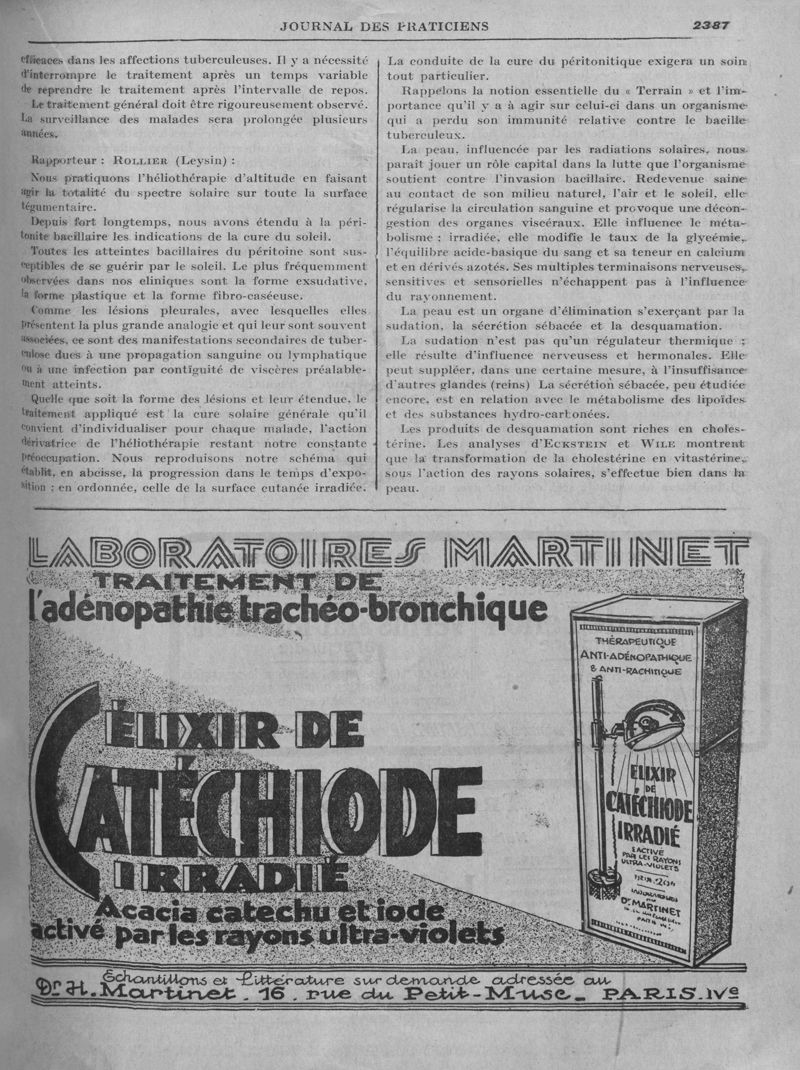 JOURNAL DES PRATICIENS
2387
efficaces dans les affections tuberculeuses. Il y a nécessité
d'interrompre le traitement après un temps variable
de reprendre le traitement après l'intervalle de repos.
Le traitement général doit être rigoureusement observé.
La surveillance des malades sera prolongée plusieurs
années.
Rapporteur : ROLLIER (Leysin) :
Nous pratiquons l'héliothérapie d'altitude en faisant
agir la totalité du spectre solaire sur toute la surface
tégumentaire.
Depuis fort longtemps, nous avons étendu à la péri-
tonite bacillaire les indications de la cure du soleil.
Toutes les atteintes bacillaires du péritoine sont sus-
ceptibles de se guérir par le soleil. Le plus fréquemment
observées dans nos cliniques sont la forme exsudative,
la forme plastique et la forme fibro-caséeuse.
Comme les lésions pleurales, avec lesquelles elles
présentent la plus grande analogie et qui leur sont souvent
associées, ce sont des manifestations secondaires de tuber-
culose dues à une propagation sanguine ou lymphatique
ou à une infection par contiguïté de viscères préalable-
ment atteints.
Quelle que soit la forme des lésions et leur étendue, le
traitement appliqué est la cure solaire générale qu'il
convient d'individualiser pour chaque malade, l'action
dérivatrice de l'héliothérapie restant notre constante
préoccupation. Nous reproduisons notre schéma qui
établit, en abcisse, la progression dans le temps d'expo-
sition : en ordonnée, celle de la surface cutanée irradiée.
La conduite de la cure du péritonitique exigera un soin
tout particulier.
Rappelons la notion essentielle du « Terrain » et l'im-
portance qu'il y a à agir sur celui-ci dans un organisme
qui a perdu son immunité relative contre le bacille
tuberculeux.
La peau, influencée par les radiations solaires, nous
paraît jouer un rôle capital dans la lutte que l'organisme
soutient contre l'invasion bacillaire. Redevenue saine
au contact de son milieu naturel, l'air et le soleil, elle
régularise la circulation sanguine et provoque une décon-
gestion des organes viscéraux. Elle influence le méta-
bolisme : irradiée, elle modifie le taux de la glycémie,
l'équilibre acide-basique du sang et sa teneur en calcium
et en dérivés azotés. Ses multiples terminaisons nerveuses,
sensitives et sensorielles n'échappent pas à l'influence
du rayonnement.
La peau est un organe d'élimination s'exerçant par la
sudation, la sécrétion sébacée et la desquamation.
La sudation n'est pas qu'un régulateur thermique ;
elle résulte d'influence nerveusess et hermonales. Elle
peut suppléer, dans une certaine mesure, à l'insuffisance
d'autres glandes (reins) La sécrétion sébacée, peu étudiée
encore, est en relation avec le métabolisme des lipoïdes
et des substances hydro-carbonées.
Les produits de desquamation sont riches en choles-
térine. Les analyses d'ECKSTEIN et WILE montrent
que la transformation de la cholestérine en vitastérine,
sous l'action des rayons solaires, s'effectue bien dans la
peau.
LABORATOIRES MARTINET
TRAITEMENT DE
l'adénopathie trachéo-bronchique
ÉLIXIR DE
CATÉCHIODE
IRRADIÉ
Acacia catechu et iode
activé par les rayons ultra-violets
THÉRAPEUTIQUE
ANTI-ADÉNOPATHIQUE
& ANTI-RACHITIQUE
ELIXIR
DE
CATÉCHIODE
IRRADIÉ
ACTIVÉ
PAR LES RAYONS
ULTRA-VIOLETS
Dr MARTINET
Échantillons et Littérature sur demande adressée au
Dr. H. Martinet. 16. rue du Petit-Musc. PARIS. IVe